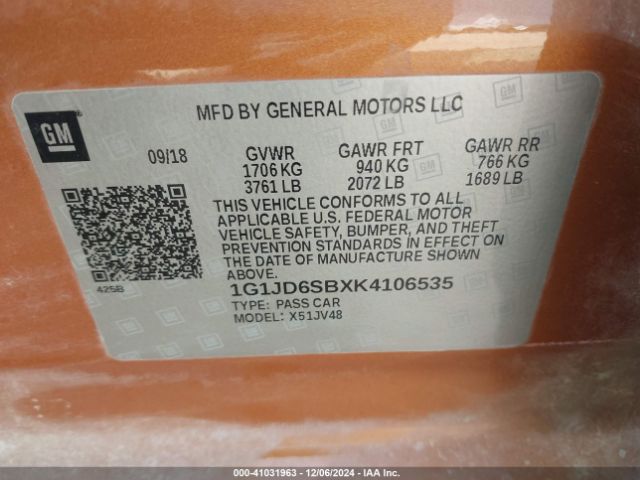 GM
MFD BY GENERAL MOTORS LLC
09/18
GVWR GAWR FRT GAWR RR
1706 KG 940 KG 766 KG
3761 LB 2072 LB 1689 LB
THIS VEHICLE CONFORMS TO ALL
APPLICABLE U.S. FEDERAL MOTOR
VEHICLE SAFETY, BUMPER, AND THEFT
PREVENTION STANDARDS IN EFFECT ON
THE DATE OF MANUFACTURE SHOWN
ABOVE.
425B
1G1JD6SBXK4106535
TYPE: PASS CAR
MODEL: X51JV48
000-41031963 • 12/06/2024 • IAA Inc.